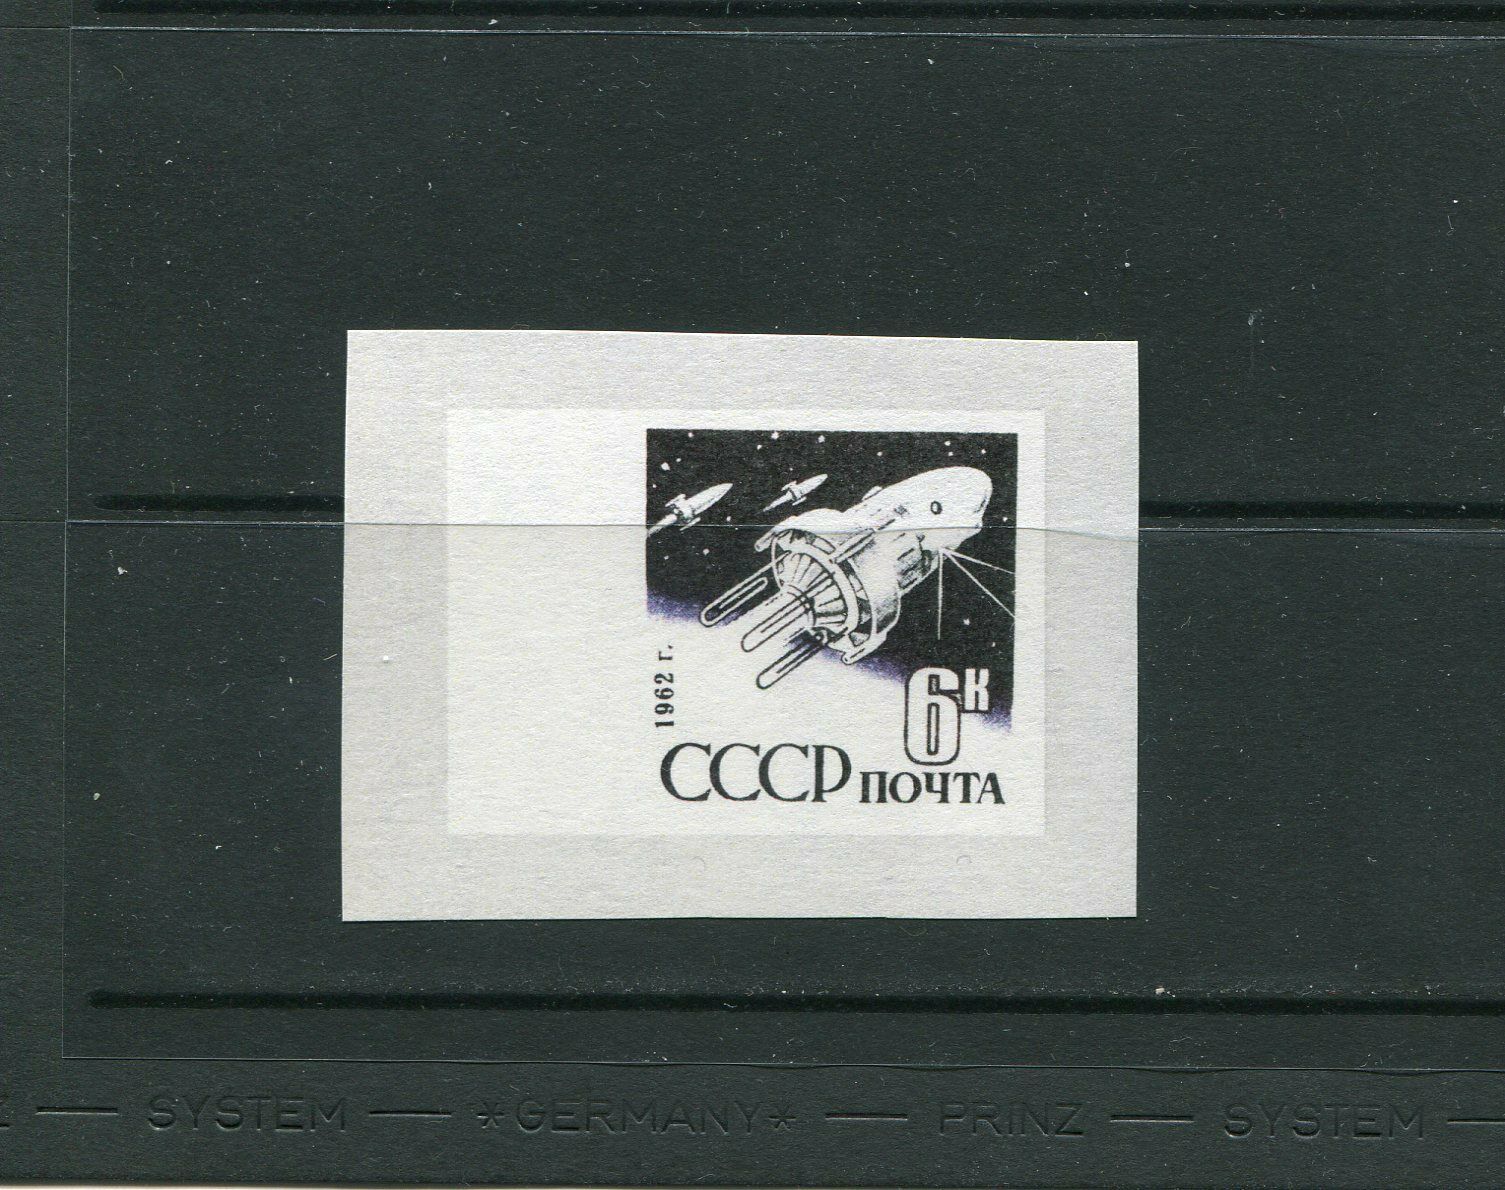 1962 г.
6к
СССР ПОЧТА
SYSTEM — *GERMANY* — PRINZ — SYSTEM